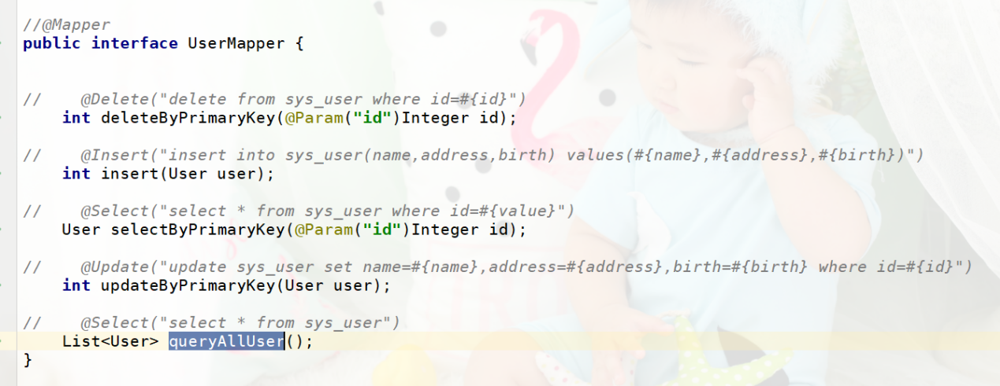 //@Mapper
public interface UserMapper {
//    @Delete("delete from sys_user where id=#{id}")
    int deleteByPrimaryKey(@Param("id")Integer id);
//    @Insert("insert into sys_user(name,address,birth) values(#{name},#{address},#{birth})")
    int insert(User user);
//    @Select("select * from sys_user where id=#{value}")
    User selectByPrimaryKey(@Param("id")Integer id);
//    @Update("update sys_user set name=#{name},address=#{address},birth=#{birth} where id=#{id}")
    int updateByPrimaryKey(User user);
//    @Select("select * from sys_user")
    List<User> queryAllUser();
}